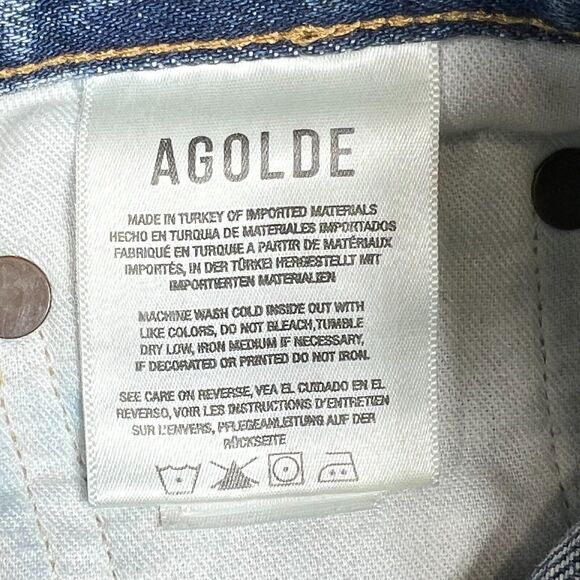 AGOLDE
MADE IN TURKEY OF IMPORTED MATERIALS
HECHO EN TURQUIA DE MATERIALES IMPORTADOS
FABRIQUÉ EN TURQUIE A PARTIR DE MATÉRIAUX
IMPORTÉS, IN DER TÜRKEI HERGESTELLT MIT
IMPORTIERTEN MATERIALIEN
MACHINE WASH COLD INSIDE OUT WITH
LIKE COLORS, DO NOT BLEACH,TUMBLE
DRY LOW, IRON MEDIUM IF NECESSARY,
IF DECORATED OR PRINTED DO NOT IRON.
SEE CARE ON REVERSE, VEA EL CUIDADO EN EL
REVERSO, VOIR LES INSTRUCTIONS D'ENTRETIEN
SUR L'ENVERS, PFLEGEANLEITUNG AUF DER
RÜCKSEITE